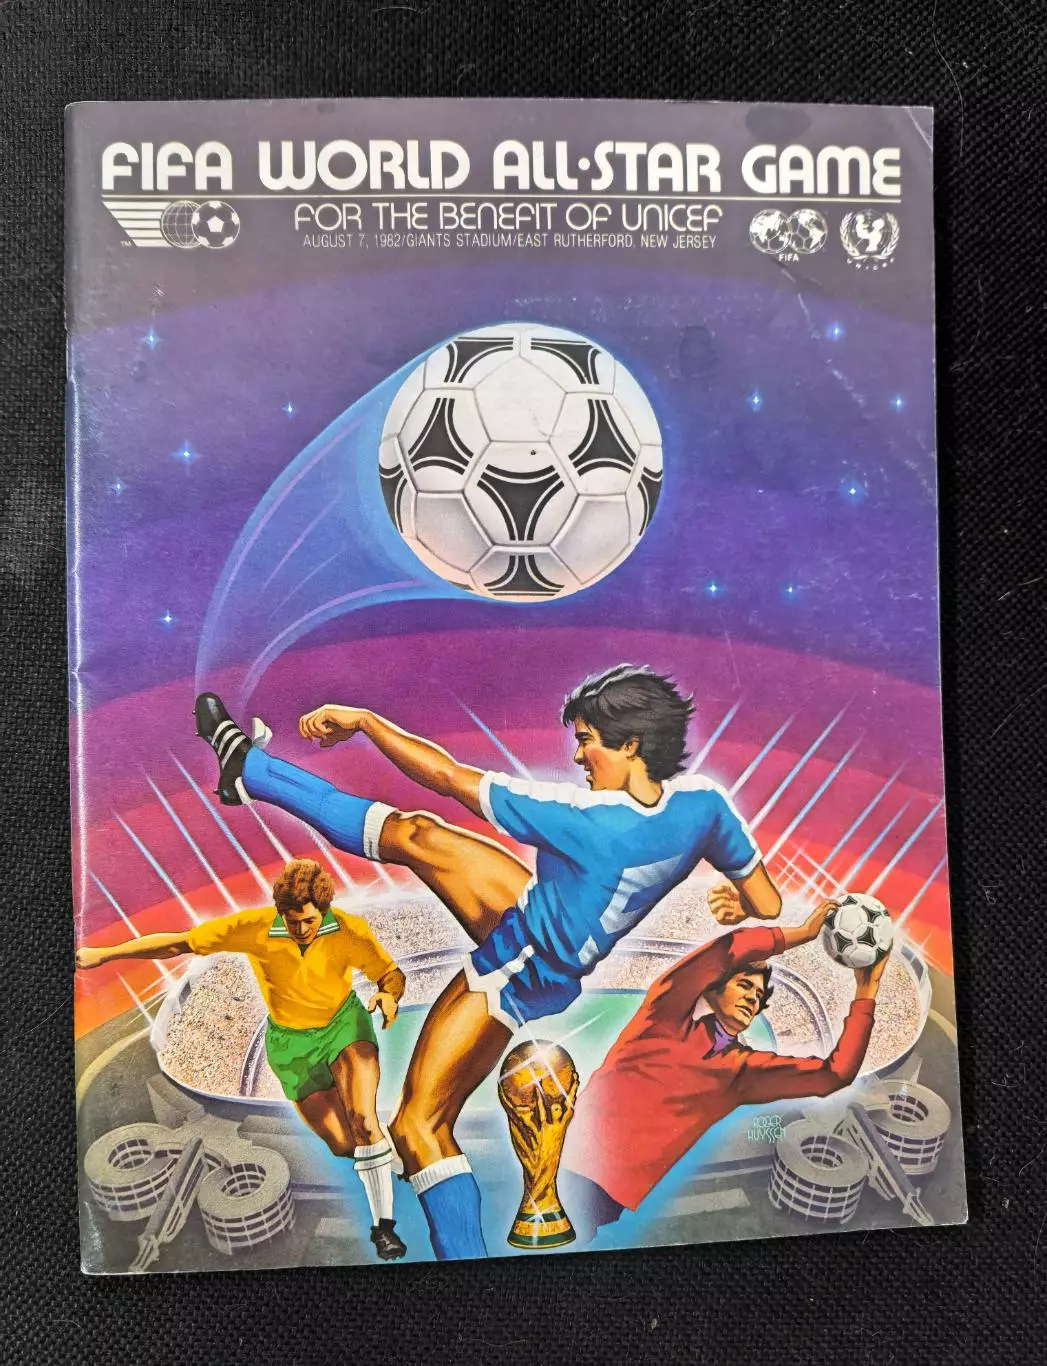 FIFA WORLD ALL·STAR GAME
FOR THE BENEFIT OF UNICEF
AUGUST 7, 1982/GIANTS STADIUM/EAST RUTHERFORD, NEW JERSEY
TM
FIFA
UNICEF
ROGER
HUYSSEN